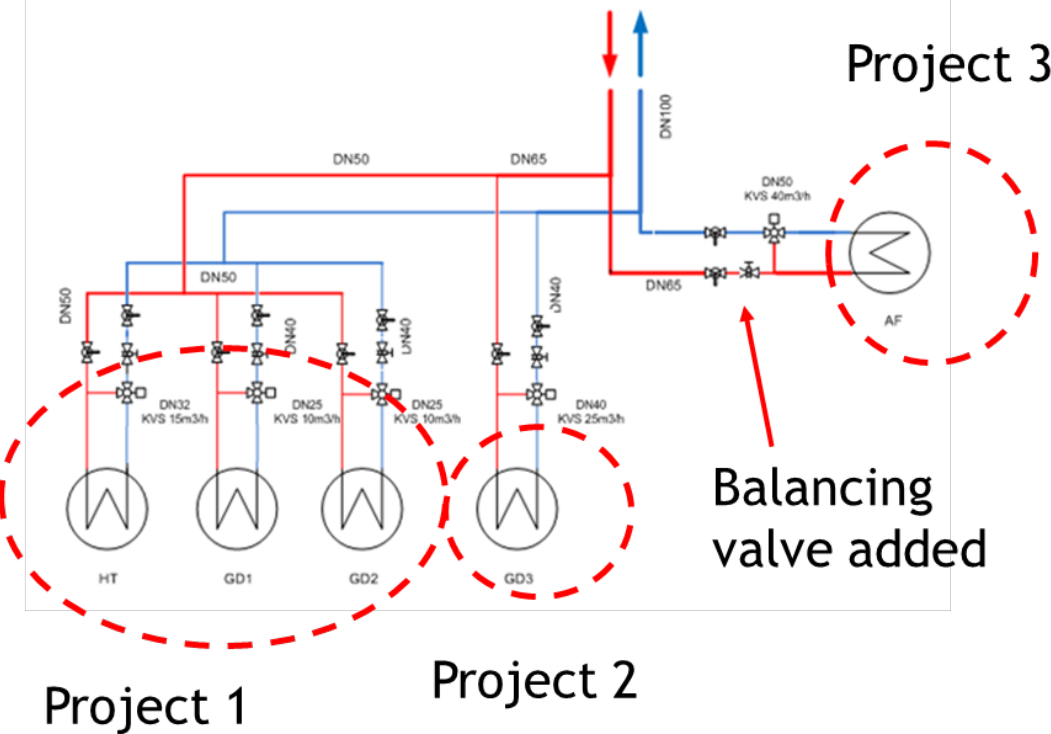 Project 3
DN100
DN50
DN65
DN50
KVS 40m3/h
DN50
DN65
DN50
DN40
DN40
DN40
AF
DN32
KVS 15m3/h
DN25
KVS 10m3/h
DN25
KVS 10m3/h
DN40
KVS 25m3/h
Balancing
valve added
HT
GD1
GD2
GD3
Project 2
Project 1